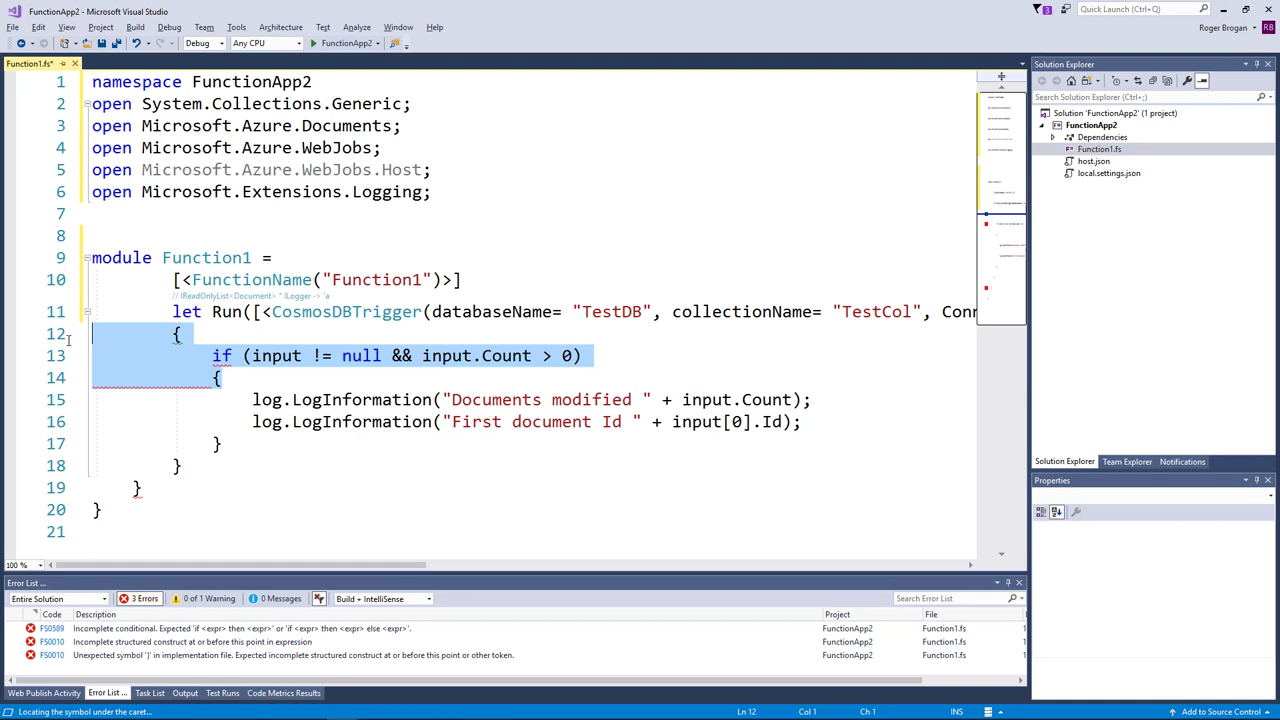 FunctionApp2 - Microsoft Visual Studio
3
Quick Launch (Ctrl+Q)
File Edit View Project Build Debug Team Tools Architecture Test Analyze Window Help
Roger Brogan RB
Debug Any CPU FunctionApp2
Function1.fs*
Solution Explorer
Search Solution Explorer (Ctrl+;)
Solution 'FunctionApp2' (1 project)
FunctionApp2
Dependencies
Function1.fs
host.json
local.settings.json
1 namespace FunctionApp2
2 open System.Collections.Generic;
3 open Microsoft.Azure.Documents;
4 open Microsoft.Azure.WebJobs;
5 open Microsoft.Azure.WebJobs.Host;
6 open Microsoft.Extensions.Logging;
7
8
9 module Function1 =
10 [<FunctionName("Function1")>]
// IReadOnlyList<Document> * ILogger -> 'a
11 let Run([<CosmosDBTrigger(databaseName= "TestDB", collectionName= "TestCol", Conn
12 {
13 if (input != null && input.Count > 0)
14 {
15 log.LogInformation("Documents modified " + input.Count);
16 log.LogInformation("First document Id " + input[0].Id);
17 }
18 }
19 }
20 }
21
100 %
Solution Explorer Team Explorer Notifications
Properties
Error List ...
Entire Solution 3 Errors 0 of 1 Warning 0 Messages Build + IntelliSense Search Error List
Code Description Project File
FS0589 Incomplete conditional. Expected 'if <expr> then <expr>' or 'if <expr> then <expr> else <expr>'. FunctionApp2 Function1.fs 1
FS0010 Incomplete structured construct at or before this point in expression FunctionApp2 Function1.fs 1
FS0010 Unexpected symbol '}' in implementation file. Expected incomplete structured construct at or before this point or other token. FunctionApp2 Function1.fs 1
Web Publish Activity Error List ... Task List Output Test Runs Code Metrics Results
Locating the symbol under the caret... Ln 12 Col 1 Ch 1 INS Add to Source Control